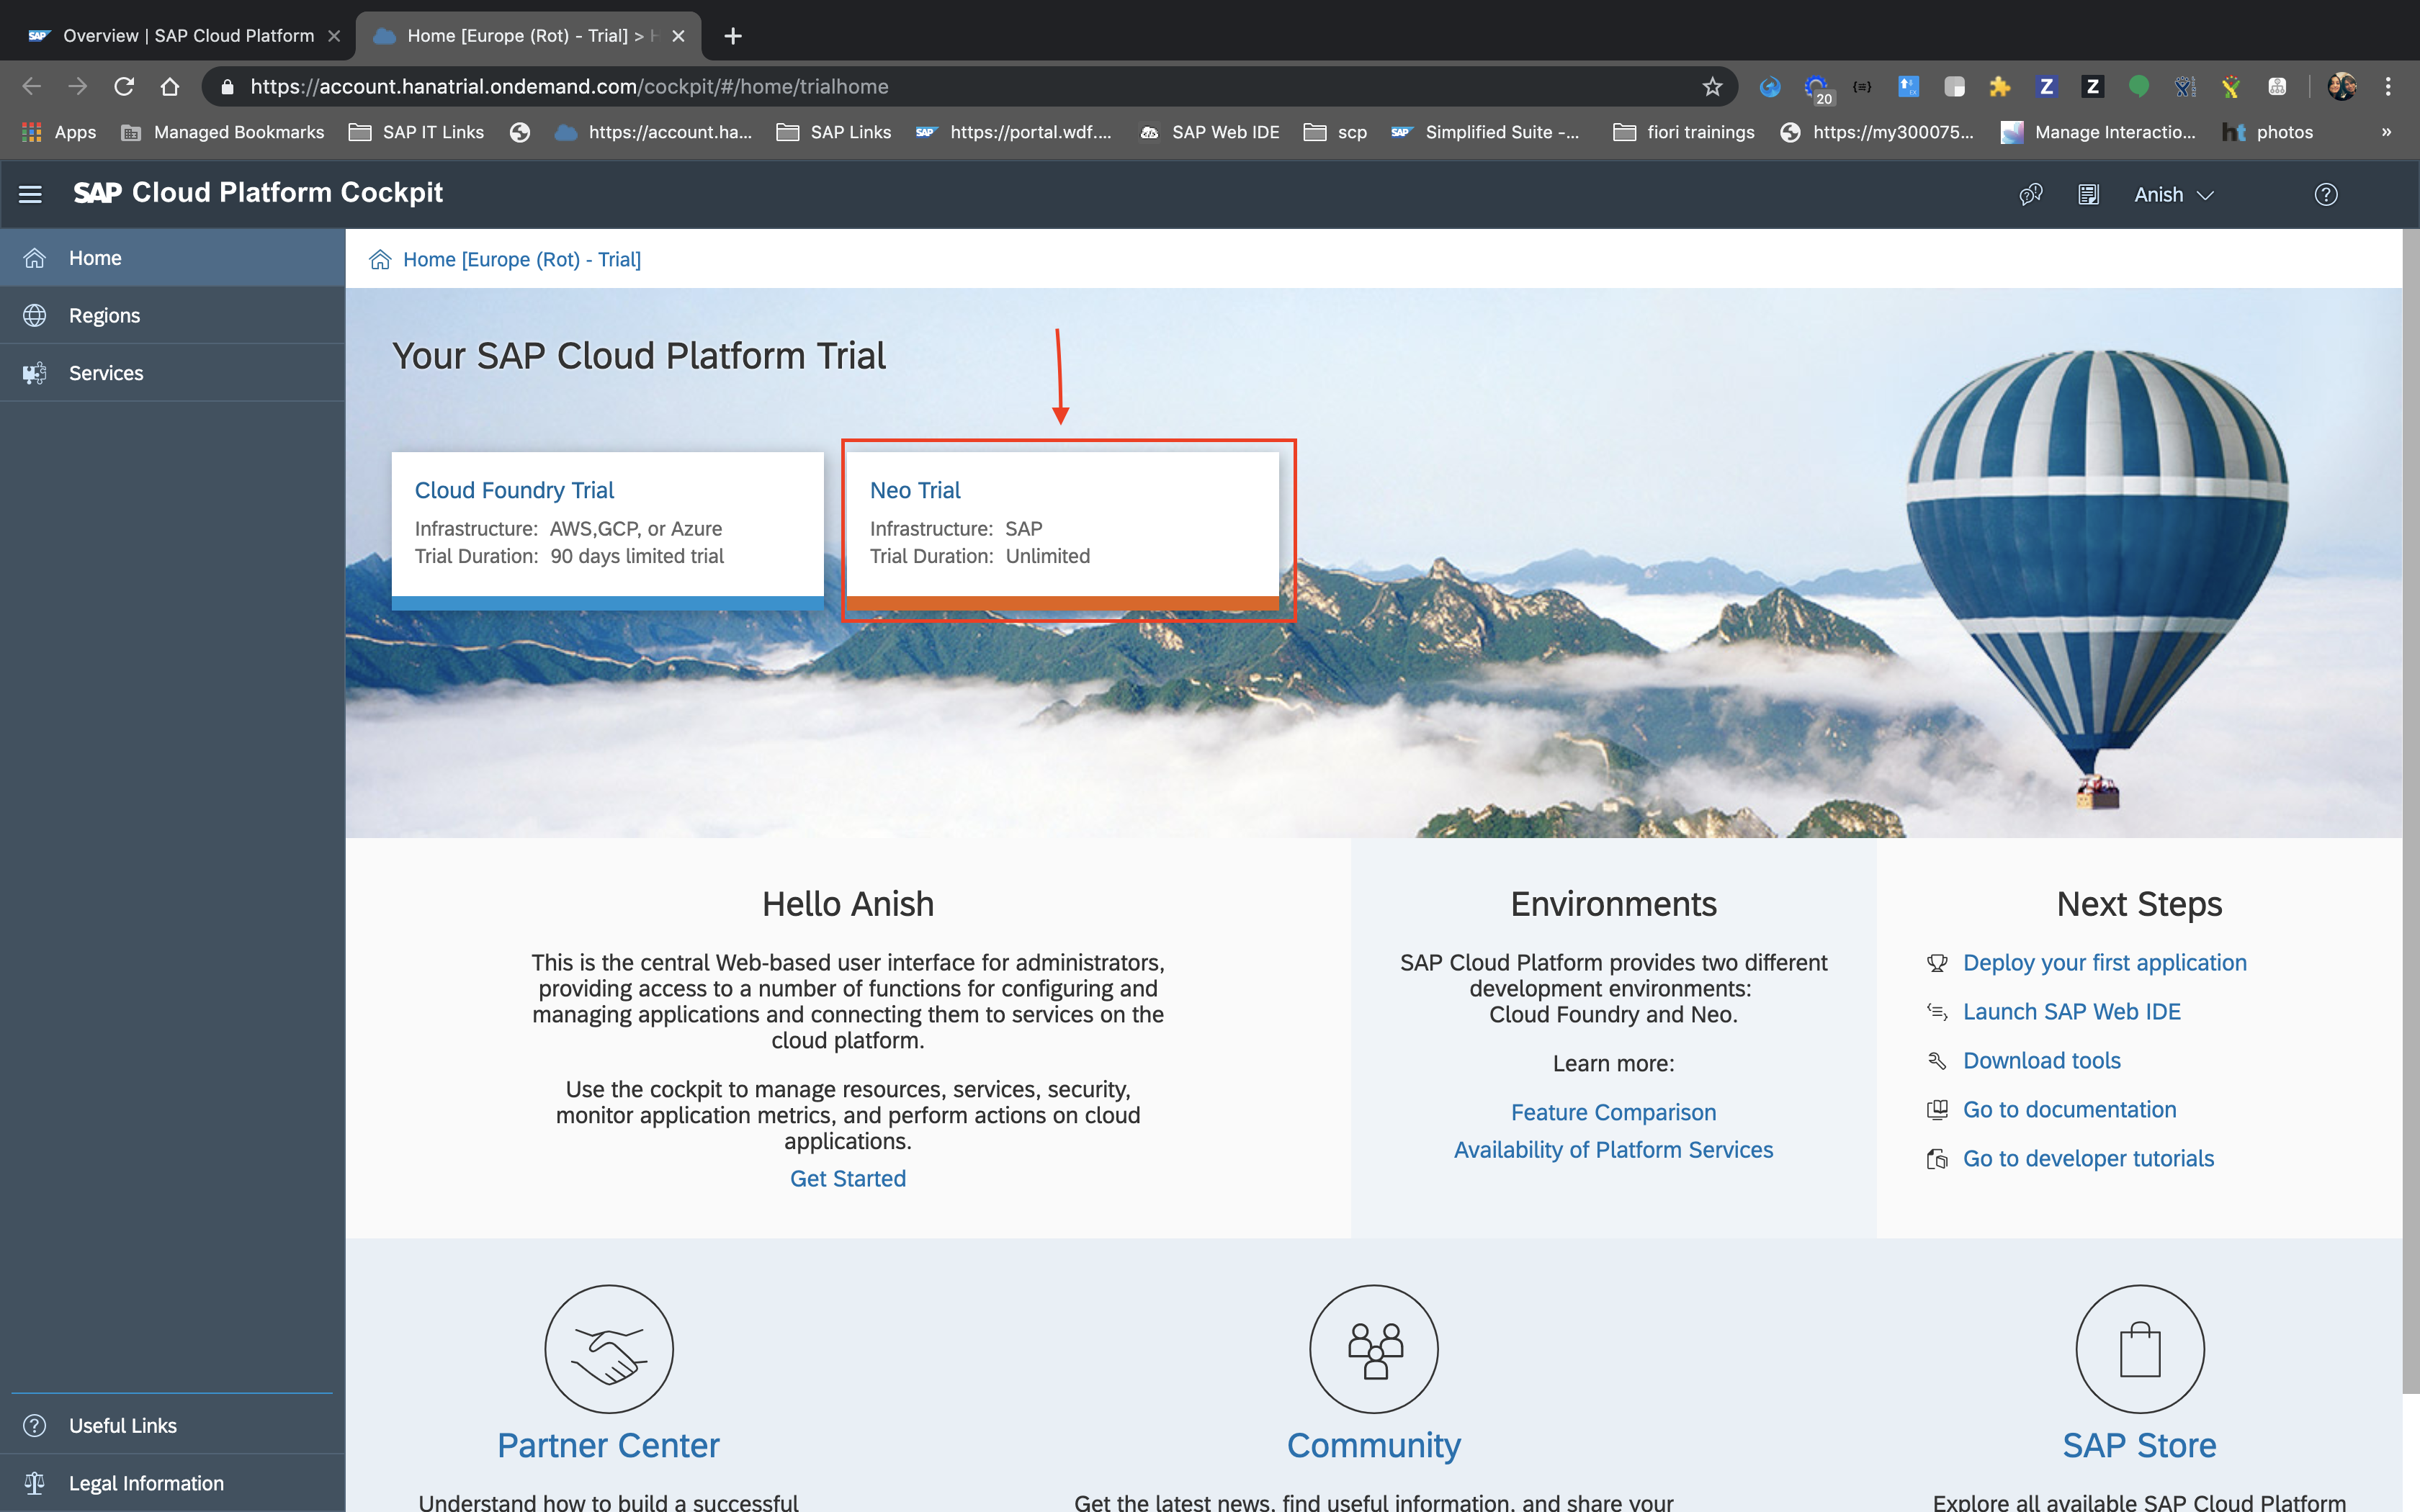 SAP Overview | SAP Cloud Platform
Home [Europe (Rot) - Trial] >
https://account.hanatrial.ondemand.com/cockpit/#/home/trialhome
20
Apps
Managed Bookmarks
SAP IT Links
https://account.ha...
SAP Links
SAP https://portal.wdf....
SAP Web IDE
scp
SAP Simplified Suite -...
fiori trainings
https://my300075...
Manage Interactio...
ht photos
»
SAP Cloud Platform Cockpit
Anish
Home
Regions
Services
Useful Links
Legal Information
Home [Europe (Rot) - Trial]
Your SAP Cloud Platform Trial
Cloud Foundry Trial
Infrastructure: AWS,GCP, or Azure
Trial Duration: 90 days limited trial
Neo Trial
Infrastructure: SAP
Trial Duration: Unlimited
Hello Anish
This is the central Web-based user interface for administrators,
providing access to a number of functions for configuring and
managing applications and connecting them to services on the
cloud platform.
Use the cockpit to manage resources, services, security,
monitor application metrics, and perform actions on cloud
applications.
Get Started
Environments
SAP Cloud Platform provides two different
development environments:
Cloud Foundry and Neo.
Learn more:
Feature Comparison
Availability of Platform Services
Next Steps
Deploy your first application
Launch SAP Web IDE
Download tools
Go to documentation
Go to developer tutorials
Partner Center
Understand how to build a successful
Community
Get the latest news, find useful information, and share your
SAP Store
Explore all available SAP Cloud Platform